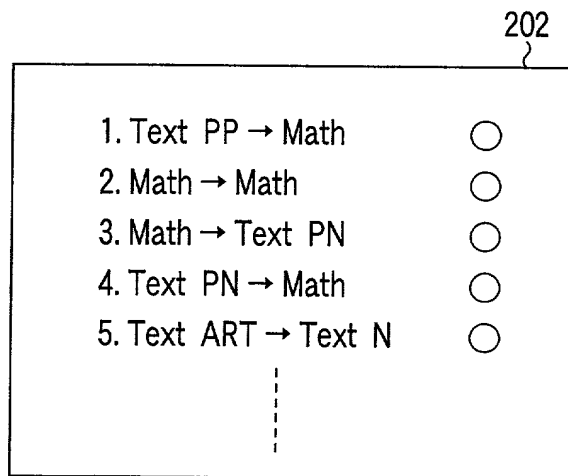 202
1. Text PP → Math
2. Math → Math
3. Math → Text PN
4. Text PN → Math
5. Text ART → Text N